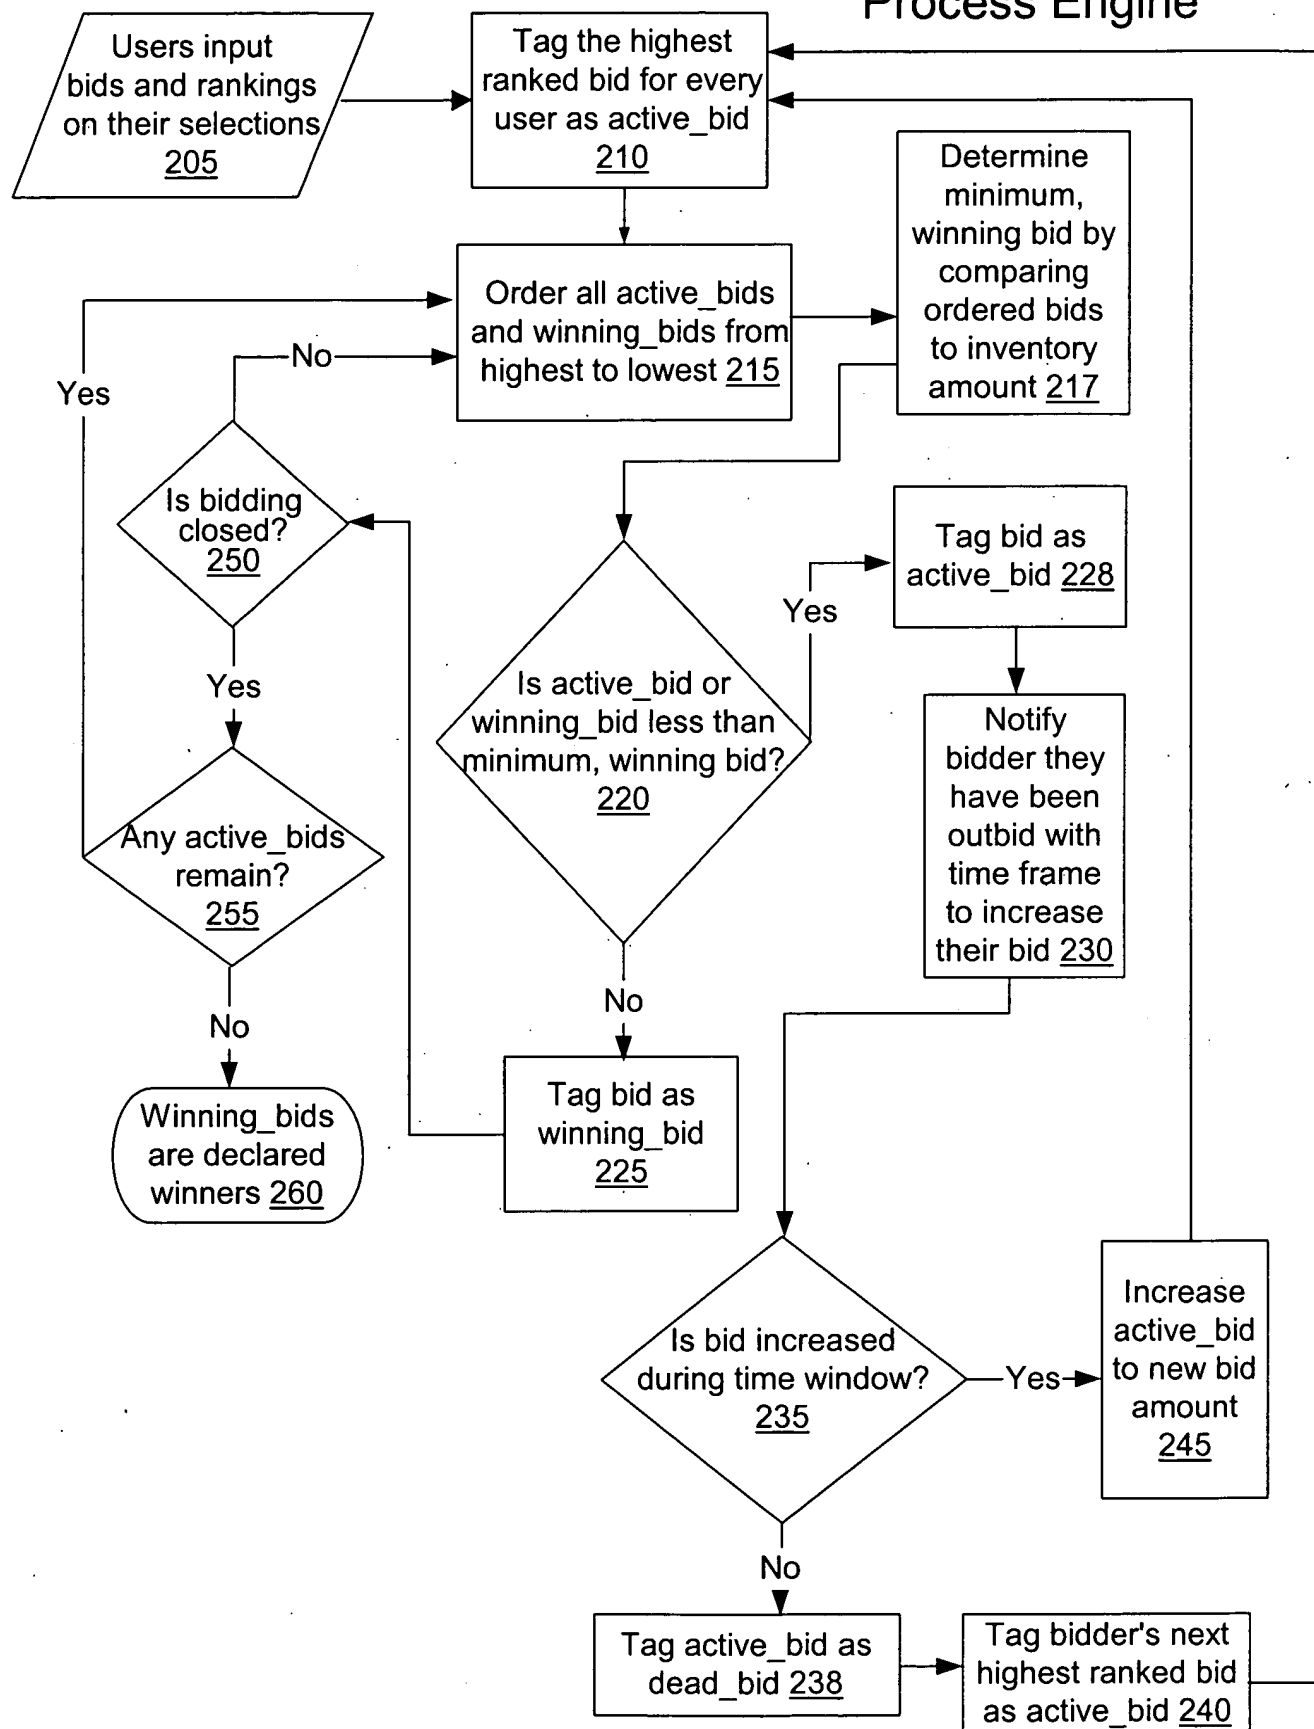 Process Engine
Users input
bids and rankings
on their selections
205
Tag the highest
ranked bid for every
user as active_bid
210
Determine
minimum,
winning bid by
comparing
ordered bids
to inventory
amount 217
Order all active_bids
and winning_bids from
highest to lowest 215
No
Yes
Is bidding
closed?
250
Yes
Tag bid as
active_bid 228
Yes
Is active_bid or
winning_bid less than
minimum, winning bid?
220
Notify
bidder they
have been
outbid with
time frame
to increase
their bid 230
Any active_bids
remain?
255
No
No
Winning_bids
are declared
winners 260
Tag bid as
winning_bid
225
Is bid increased
during time window?
235
Yes
Increase
active_bid
to new bid
amount
245
No
Tag active_bid as
dead_bid 238
Tag bidder's next
highest ranked bid
as active_bid 240